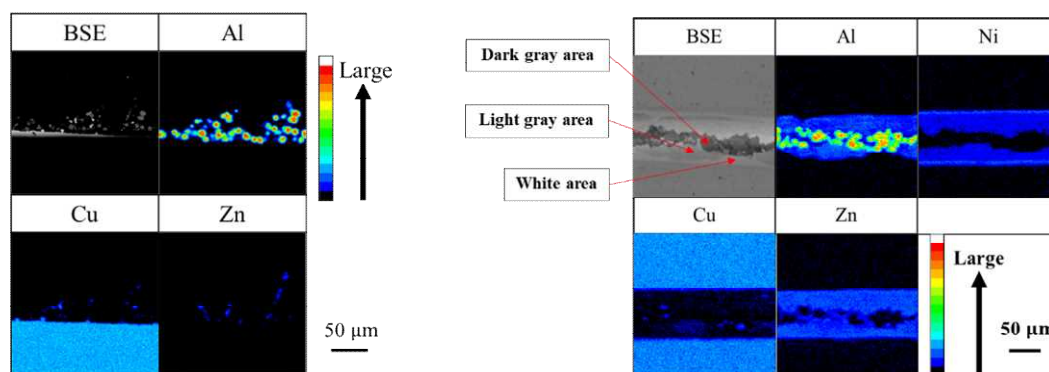 BSE Al
Large
Cu Zn
50 μm
BSE Al Ni
Dark gray area
Light gray area
White area
Cu Zn
Large
50 μm